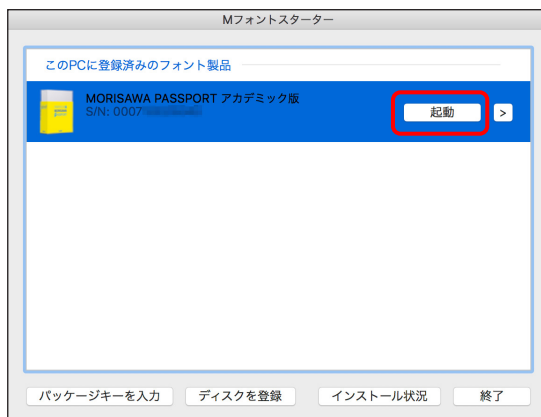 Mフォントスターター
このPCに登録済みのフォント製品
MORISAWA PASSPORT アカデミック版
S/N: 0007
起動
>
パッケージキーを入力
ディスクを登録
インストール状況
終了